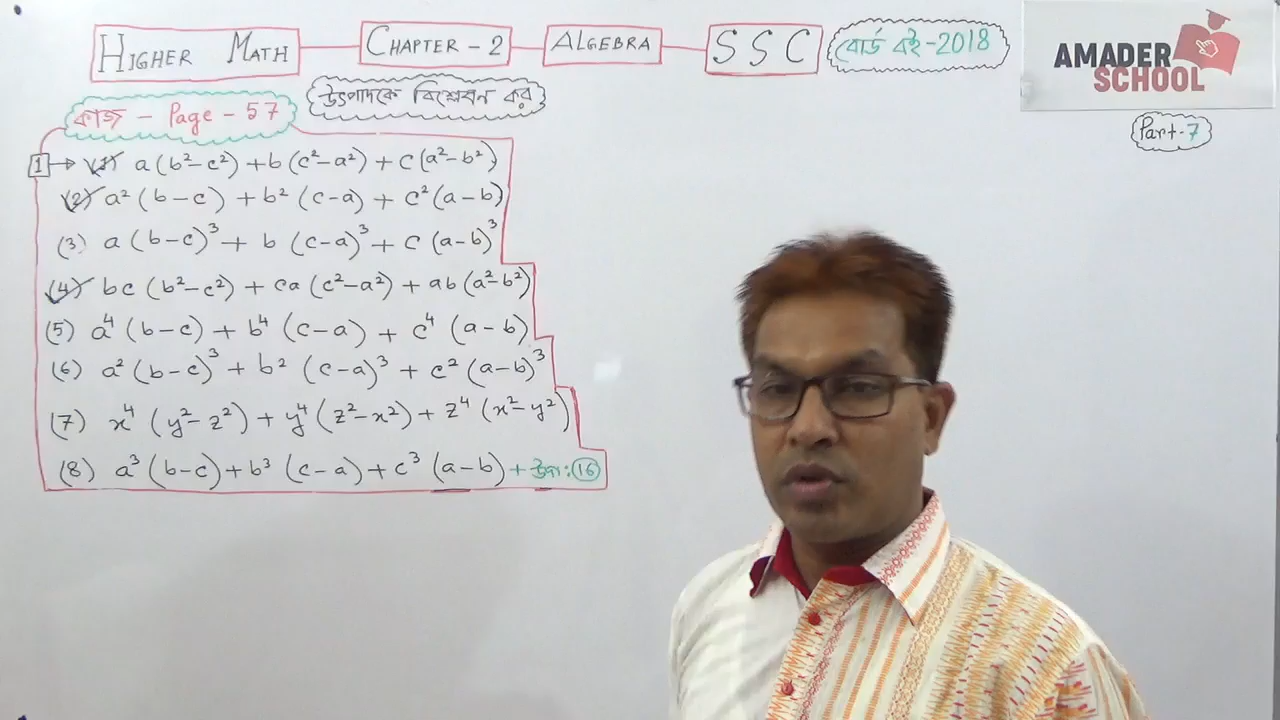 HIGHER MATH CHAPTER - 2 ALGEBRA SSC বোর্ড বই-2018
AMADER SCHOOL
Part-7
উৎপাদকে বিশ্লেষন কর
কাজ - Page - 57
1 → (1) a(b²-c²) + b(c²-a²) + c(a²-b²)
(2) a²(b-c) + b²(c-a) + c²(a-b)
(3) a(b-c)³ + b(c-a)³ + c(a-b)³
(4) bc(b²-c²) + ca(c²-a²) + ab(a²-b²)
(5) a⁴(b-c) + b⁴(c-a) + c⁴(a-b)
(6) a²(b-c)³ + b²(c-a)³ + c²(a-b)³
(7) x⁴(y²-z²) + y⁴(z²-x²) + z⁴(x²-y²)
(8) a³(b-c) + b³(c-a) + c³(a-b) + উদা: 16